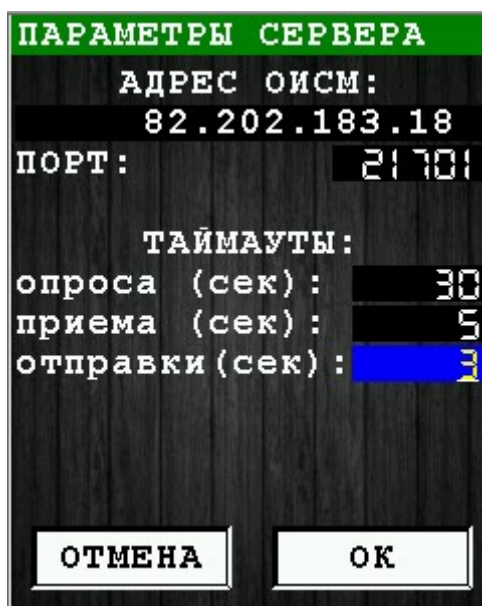 ПАРАМЕТРЫ СЕРВЕРА
АДРЕС ОИСМ:
82.202.183.18
ПОРТ: 21701
ТАЙМАУТЫ:
опроса (сек): 30
приема (сек): 5
отправки(сек): 3
ОТМЕНА ОК